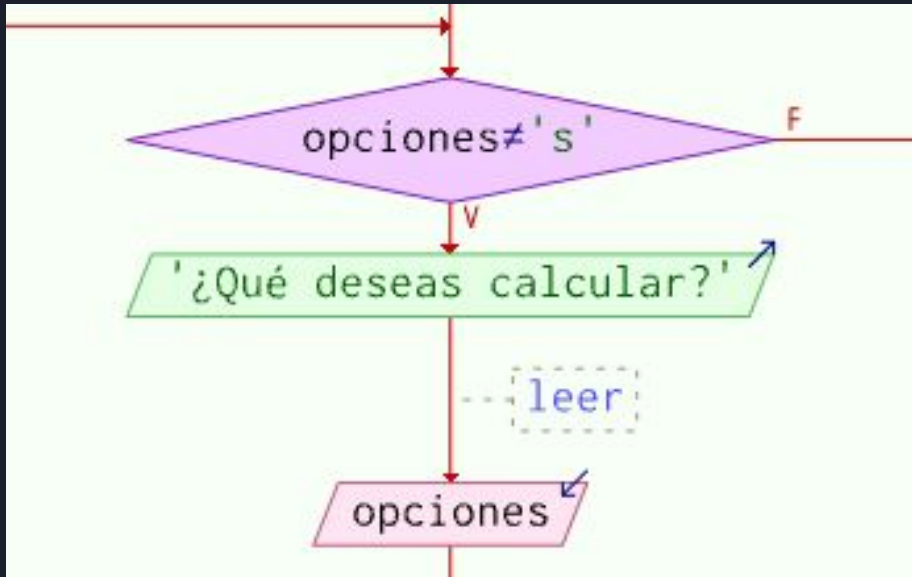 opciones≠'s'
F
V
'¿Qué deseas calcular?'
leer
opciones